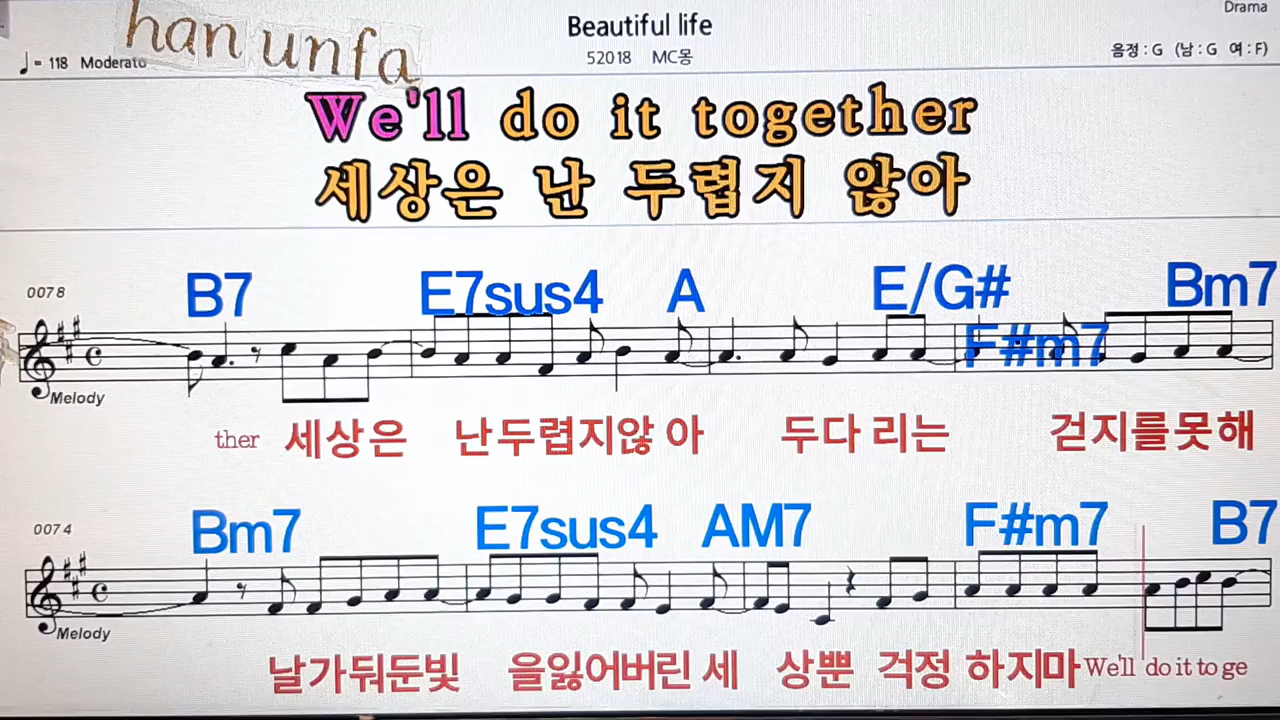 Drama
han unfa
Beautiful life
♩= 118 Moderato
52018 MC몽
음정 : G (남 : G 여 : F)
We'll do it together
세상은 난 두렵지 않아
B7 E7sus4 A E/G# F#m7 Bm7
0078
Melody
ther 세상은 난두렵지않 아 두다 리는 걷지를못해
Bm7 E7sus4 AM7 F#m7 B7
0074
Melody
날가둬둔빛 을잃어버린 세 상뿐 걱정 하지마 We'll do it to ge